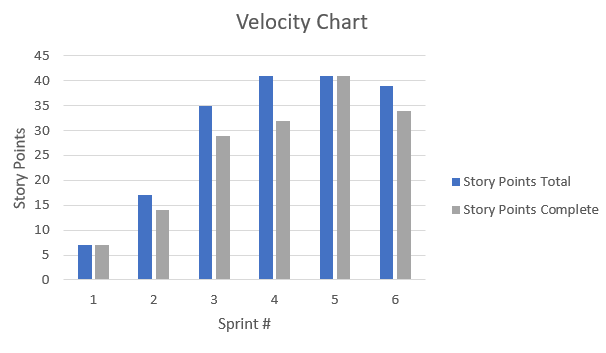 Velocity Chart
45
40
35
30
25
20
15
10
5
0
Story Points
1 2 3 4 5 6
Sprint #
Story Points Total
Story Points Complete